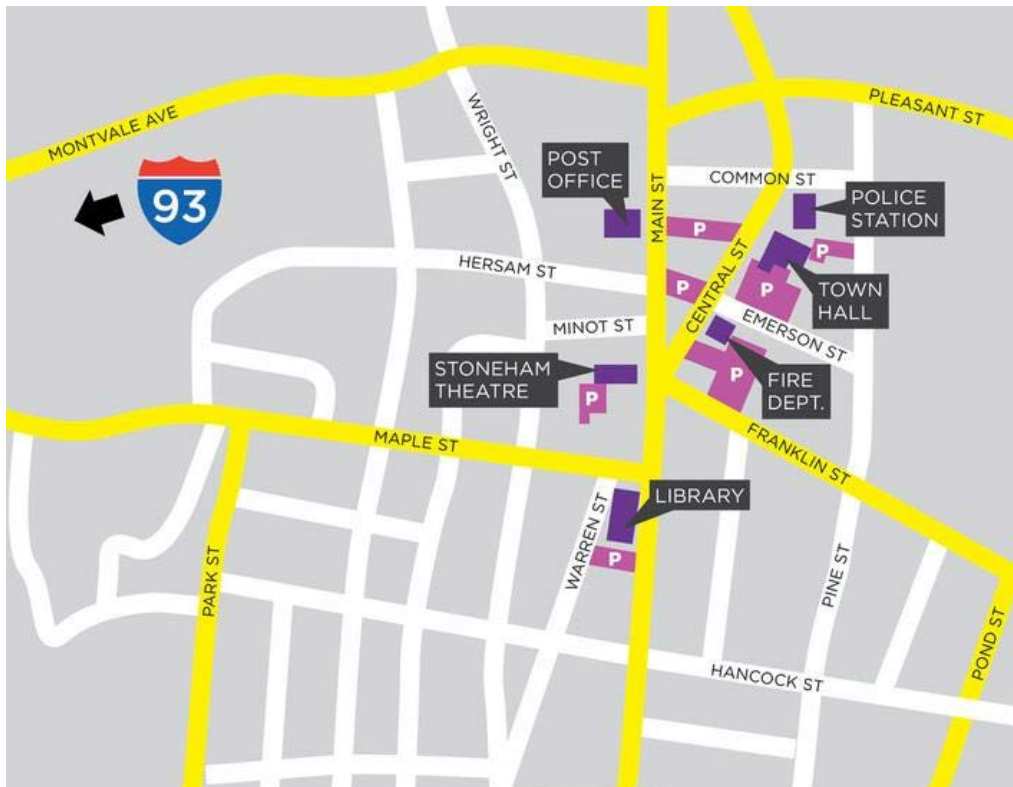 MONTVALE AVE
WRIGHT ST
PLEASANT ST
93
POST
OFFICE
MAIN ST
COMMON ST
POLICE
STATION
P
P
HERSAM ST
P
CENTRAL ST
P
TOWN
HALL
MINOT ST
EMERSON ST
STONEHAM
THEATRE
P
P
FIRE
DEPT.
MAPLE ST
FRANKLIN ST
LIBRARY
WARREN ST
P
PARK ST
PINE ST
POND ST
HANCOCK ST